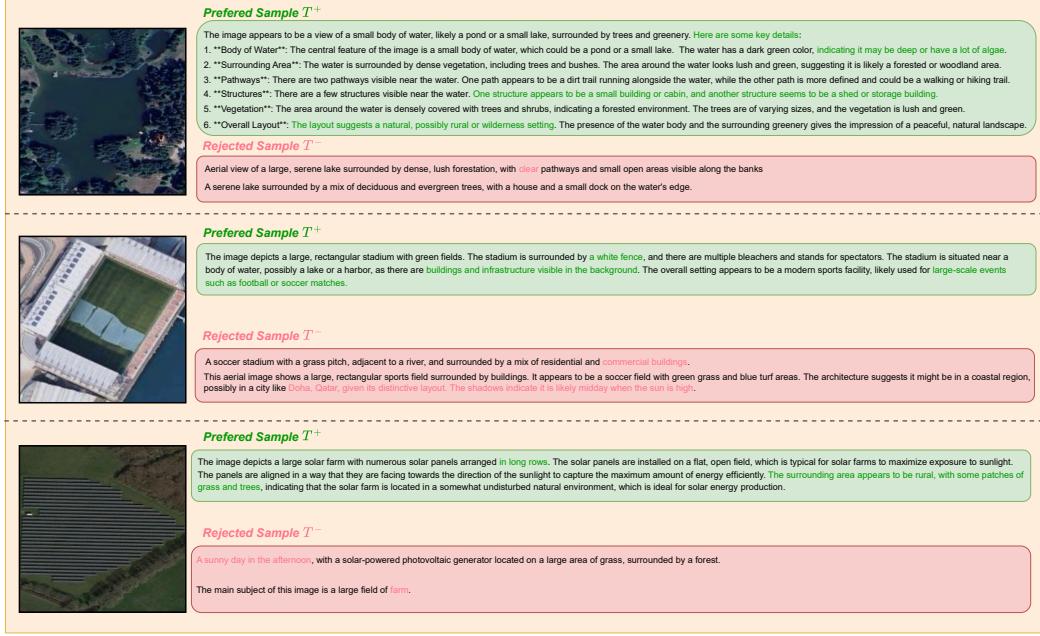 Prefered Sample T⁺
The image appears to be a view of a small body of water, likely a pond or a small lake, surrounded by trees and greenery. Here are some key details:
1. **Body of Water**: The central feature of the image is a small body of water, which could be a pond or a small lake. The water has a dark green color, indicating it may be deep or have a lot of algae.
2. **Surrounding Area**: The water is surrounded by dense vegetation, including trees and bushes. The area around the water looks lush and green, suggesting it is likely a forested or woodland area.
3. **Pathways**: There are two pathways visible near the water. One path appears to be a dirt trail running alongside the water, while the other path is more defined and could be a walking or hiking trail.
4. **Structures**: There are a few structures visible near the water. One structure appears to be a small building or cabin, and another structure seems to be a shed or storage building.
5. **Vegetation**: The area around the water is densely covered with trees and shrubs, indicating a forested environment. The trees are of varying sizes, and the vegetation is lush and green.
6. **Overall Layout**: The layout suggests a natural, possibly rural or wilderness setting. The presence of the water body and the surrounding greenery gives the impression of a peaceful, natural landscape.
Rejected Sample T⁻
Aerial view of a large, serene lake surrounded by dense, lush forestation, with clear pathways and small open areas visible along the banks
A serene lake surrounded by a mix of deciduous and evergreen trees, with a house and a small dock on the water's edge.
Prefered Sample T⁺
The image depicts a large, rectangular stadium with green fields. The stadium is surrounded by a white fence, and there are multiple bleachers and stands for spectators. The stadium is situated near a
body of water, possibly a lake or a harbor, as there are buildings and infrastructure visible in the background. The overall setting appears to be a modern sports facility, likely used for large-scale events
such as football or soccer matches.
Rejected Sample T⁻
A soccer stadium with a grass pitch, adjacent to a river, and surrounded by a mix of residential and commercial buildings.
This aerial image shows a large, rectangular sports field surrounded by buildings. It appears to be a soccer field with green grass and blue turf areas. The architecture suggests it might be in a coastal region,
possibly in a city like Doha, Qatar, given its distinctive layout. The shadows indicate it is likely midday when the sun is high.
Prefered Sample T⁺
The image depicts a large solar farm with numerous solar panels arranged in long rows. The solar panels are installed on a flat, open field, which is typical for solar farms to maximize exposure to sunlight.
The panels are aligned in a way that they are facing towards the direction of the sunlight to capture the maximum amount of energy efficiently. The surrounding area appears to be rural, with some patches of
grass and trees, indicating that the solar farm is located in a somewhat undisturbed natural environment, which is ideal for solar energy production.
Rejected Sample T⁻
A sunny day in the afternoon, with a solar-powered photovoltaic generator located on a large area of grass, surrounded by a forest.
The main subject of this image is a large field of farm.